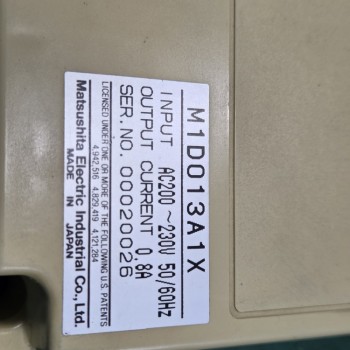 M1D013A1X
INPUT AC200 ~230V 50/60Hz
OUTPUT CURRENT 0.8A
SER.NO. 00020026
LICENSED UNDER ONE OR MORE OF THE FOLLOWING U.S. PATENTS
4,942,516 4,829,419 4,121,284
Matsushita Electric Industrial Co., Ltd.
MADE IN JAPAN